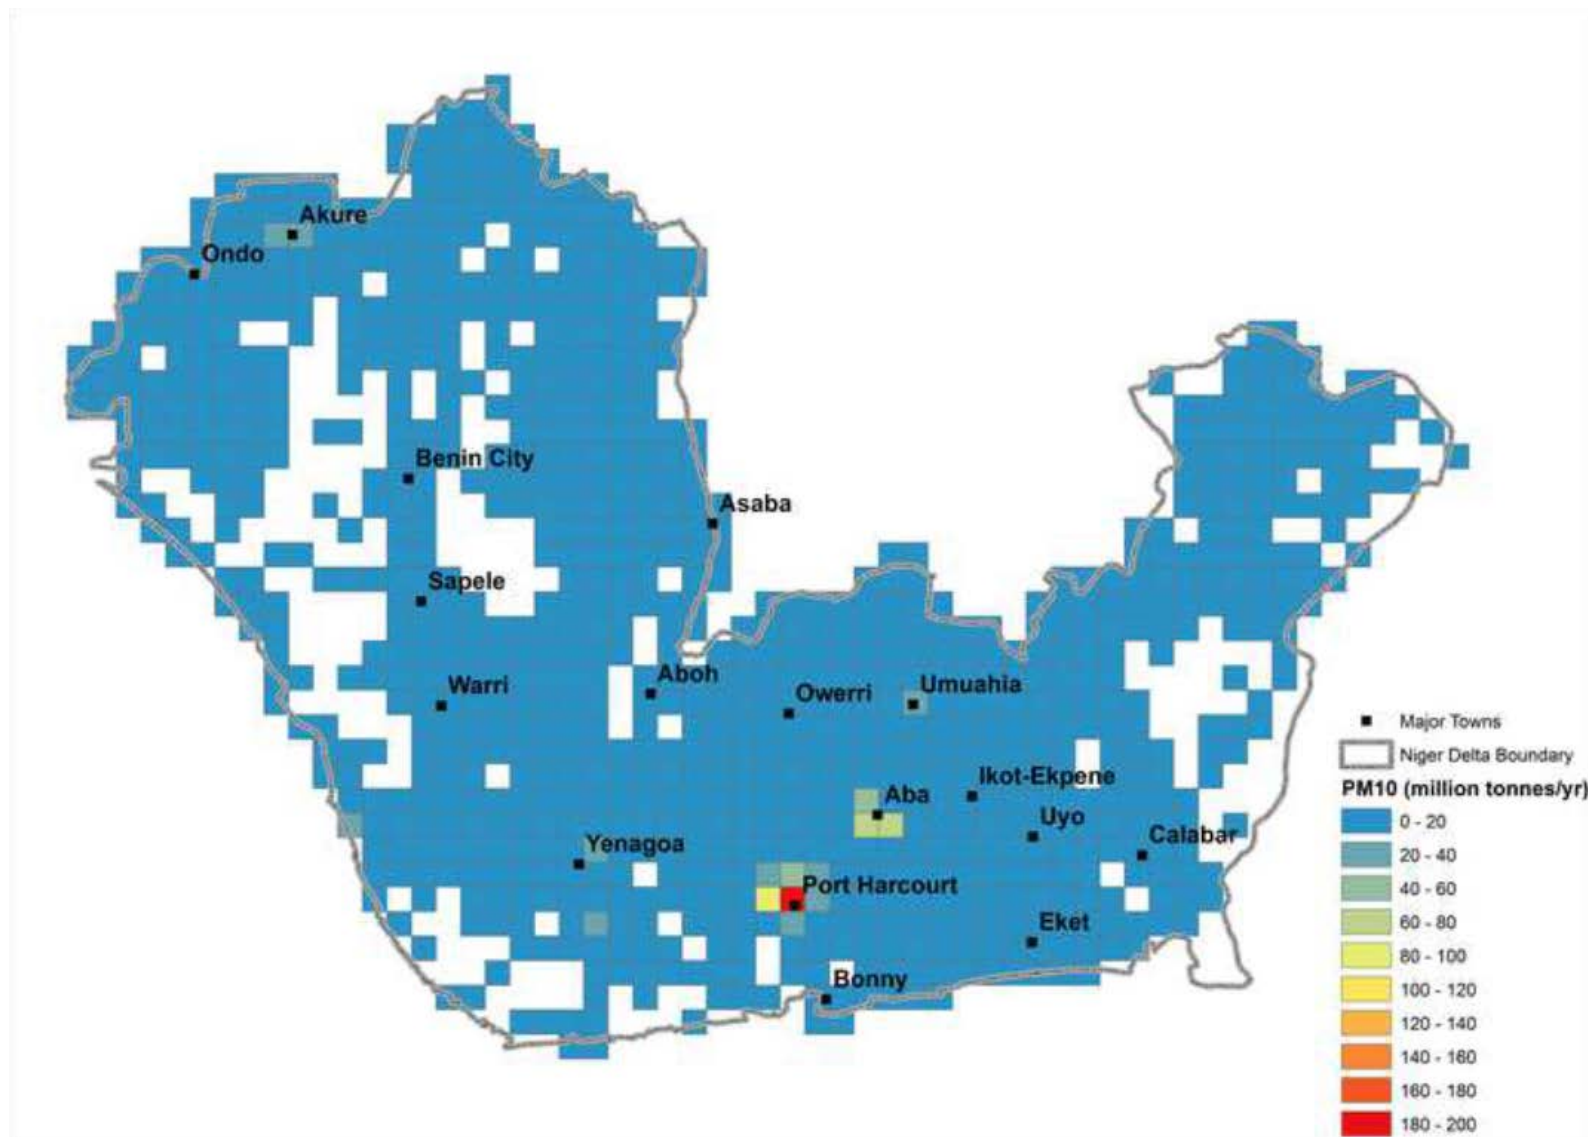 Akure
Ondo
Benin City
Asaba
Sapele
Aboh
Warri
Owerri
Umuahia
Ikot-Ekpene
Aba
Uyo
Calabar
Yenagoa
Port Harcourt
Eket
Bonny
Major Towns
Niger Delta Boundary
PM10 (million tonnes/yr)
0 - 20
20 - 40
40 - 60
60 - 80
80 - 100
100 - 120
120 - 140
140 - 160
160 - 180
180 - 200